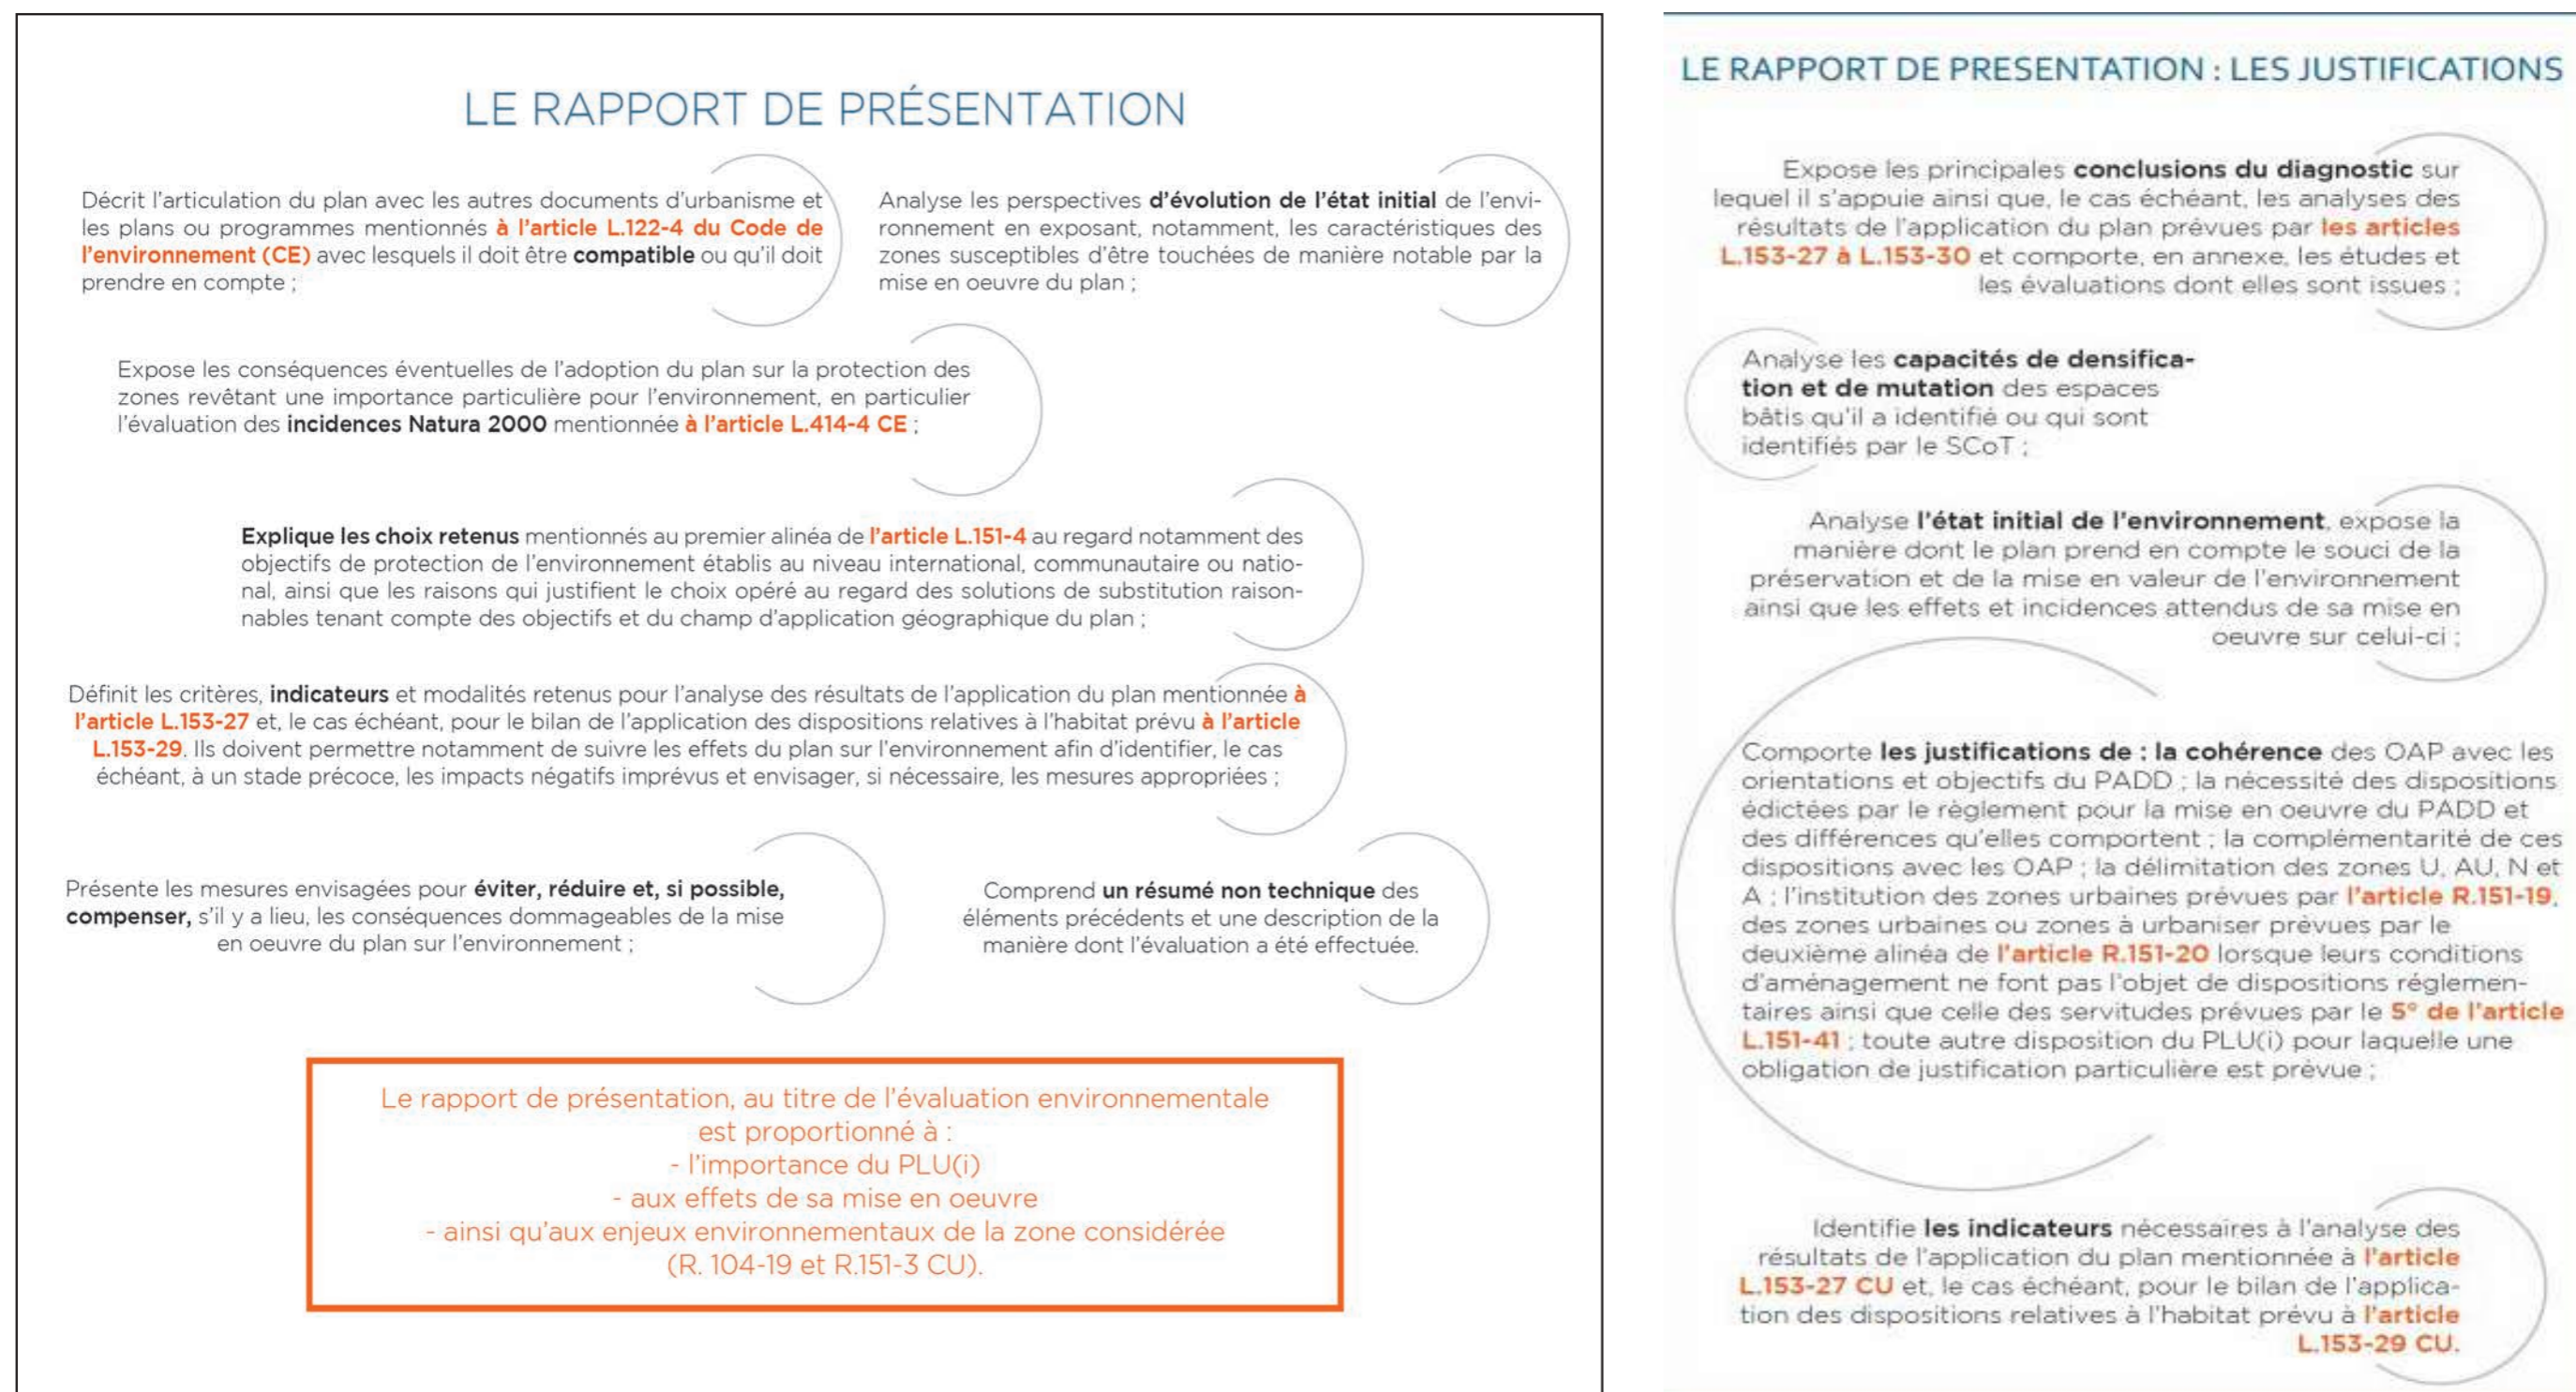 LE RAPPORT DE PRÉSENTATION
Décrit l'articulation du plan avec les autres documents d'urbanisme et
les plans ou programmes mentionnés à l'article L.122-4 du Code de
l'environnement (CE) avec lesquels il doit être compatible ou qu'il doit
prendre en compte ;
Analyse les perspectives d'évolution de l'état initial de l'envi-
ronnement en exposant, notamment, les caractéristiques des
zones susceptibles d'être touchées de manière notable par la
mise en oeuvre du plan ;
Expose les conséquences éventuelles de l'adoption du plan sur la protection des
zones revêtant une importance particulière pour l'environnement, en particulier
l'évaluation des incidences Natura 2000 mentionnée à l'article L.414-4 CE ;
Explique les choix retenus mentionnés au premier alinéa de l'article L.151-4 au regard notamment des
objectifs de protection de l'environnement établis au niveau international, communautaire ou natio-
nal, ainsi que les raisons qui justifient le choix opéré au regard des solutions de substitution raison-
nables tenant compte des objectifs et du champ d'application géographique du plan ;
Définit les critères, indicateurs et modalités retenus pour l'analyse des résultats de l'application du plan mentionnée à
l'article L.153-27 et, le cas échéant, pour le bilan de l'application des dispositions relatives à l'habitat prévu à l'article
L.153-29. Ils doivent permettre notamment de suivre les effets du plan sur l'environnement afin d'identifier, le cas
échéant, à un stade précoce, les impacts négatifs imprévus et envisager, si nécessaire, les mesures appropriées ;
Présente les mesures envisagées pour éviter, réduire et, si possible,
compenser, s'il y a lieu, les conséquences dommageables de la mise
en oeuvre du plan sur l'environnement ;
Comprend un résumé non technique des
éléments précédents et une description de la
manière dont l'évaluation a été effectuée.
Le rapport de présentation, au titre de l'évaluation environnementale
est proportionné à :
- l'importance du PLU(i)
- aux effets de sa mise en oeuvre
- ainsi qu'aux enjeux environnementaux de la zone considérée
(R. 104-19 et R.151-3 CU).
LE RAPPORT DE PRESENTATION : LES JUSTIFICATIONS
Expose les principales conclusions du diagnostic sur
lequel il s'appuie ainsi que, le cas échéant, les analyses des
résultats de l'application du plan prévues par les articles
L.153-27 à L.153-30 et comporte, en annexe, les études et
les évaluations dont elles sont issues ;
Analyse les capacités de densifica-
tion et de mutation des espaces
bâtis qu'il a identifié ou qui sont
identifiés par le SCoT ;
Analyse l'état initial de l'environnement, expose la
manière dont le plan prend en compte le souci de la
préservation et de la mise en valeur de l'environnement
ainsi que les effets et incidences attendus de sa mise en
oeuvre sur celui-ci ;
Comporte les justifications de : la cohérence des OAP avec les
orientations et objectifs du PADD ; la nécessité des dispositions
édictées par le règlement pour la mise en oeuvre du PADD et
des différences qu'elles comportent ; la complémentarité de ces
dispositions avec les OAP ; la délimitation des zones U, AU, N et
A ; l'institution des zones urbaines prévues par l'article R.151-19,
des zones urbaines ou zones à urbaniser prévues par le
deuxième alinéa de l'article R.151-20 lorsque leurs conditions
d'aménagement ne font pas l'objet de dispositions réglemen-
taires ainsi que celle des servitudes prévues par le 5° de l'article
L.151-41 ; toute autre disposition du PLU(i) pour laquelle une
obligation de justification particulière est prévue ;
Identifie les indicateurs nécessaires à l'analyse des
résultats de l'application du plan mentionnée à l'article
L.153-27 CU et, le cas échéant, pour le bilan de l'applica-
tion des dispositions relatives à l'habitat prévu à l'article
L.153-29 CU.